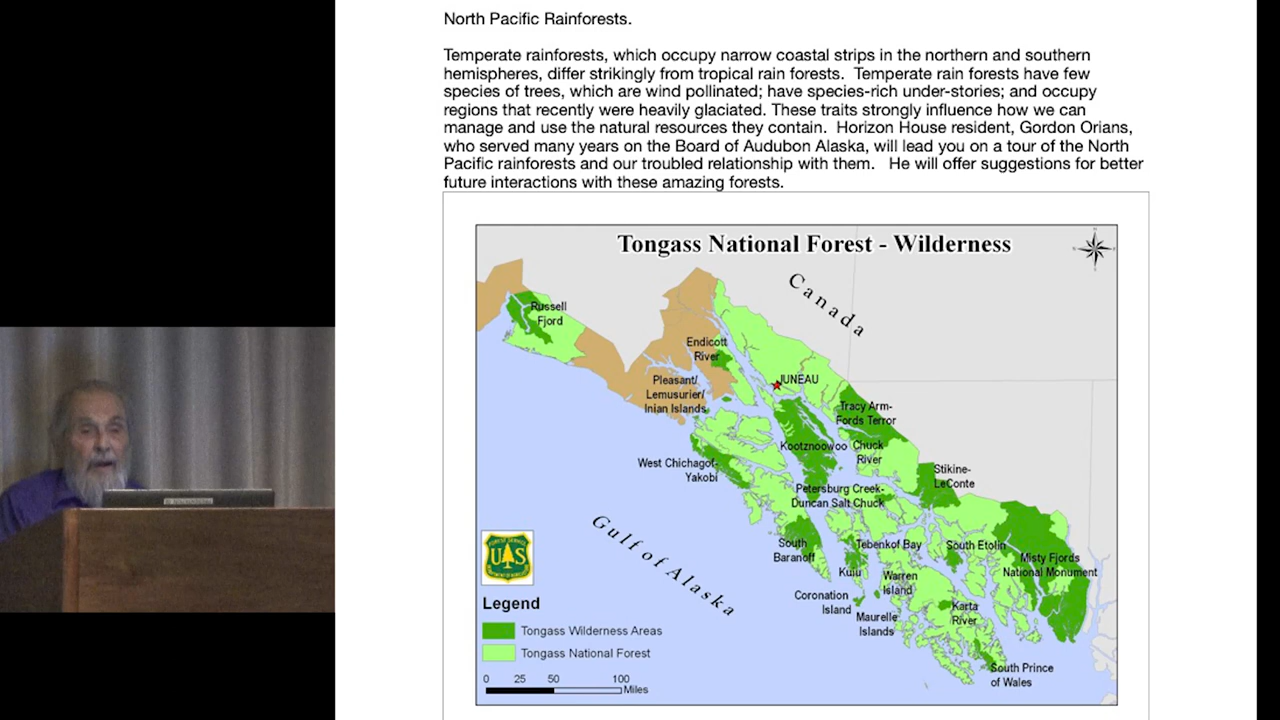 North Pacific Rainforests.
Temperate rainforests, which occupy narrow coastal strips in the northern and southern
hemispheres, differ strikingly from tropical rain forests.  Temperate rain forests have few
species of trees, which are wind pollinated; have species-rich under-stories; and occupy
regions that recently were heavily glaciated. These traits strongly influence how we can
manage and use the natural resources they contain.  Horizon House resident, Gordon Orians,
who served many years on the Board of Audubon Alaska, will lead you on a tour of the North
Pacific rainforests and our troubled relationship with them.   He will offer suggestions for better
future interactions with these amazing forests.
Tongass National Forest - Wilderness
Canada
Russell
Fjord
Endicott
River
JUNEAU
Pleasant/
Lemusurier/
Inian Islands
Tracy Arm-
Fords Terror
Kootznoowoo
Chuck
River
West Chichagof-
Yakobi
Stikine-
LeConte
Petersburg Creek-
Duncan Salt Chuck
Gulf of Alaska
South
Baranoff
Tebenkof Bay
South Etolin
Misty Fjords
National Monument
Kuiu
Warren
Island
Coronation
Island
Maurelle
Islands
Karta
River
South Prince
of Wales
UAS
Legend
Tongass Wilderness Areas
Tongass National Forest
0 25 50 100
Miles